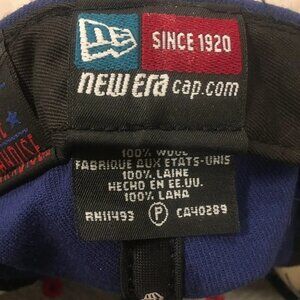 SINCE 1920
new era cap.com
100% WOOL
FABRIQUE AUX ETATS-UNIS
100% LAINE
HECHO EN EE.UU.
100% LANA
RN11493 P CA40289